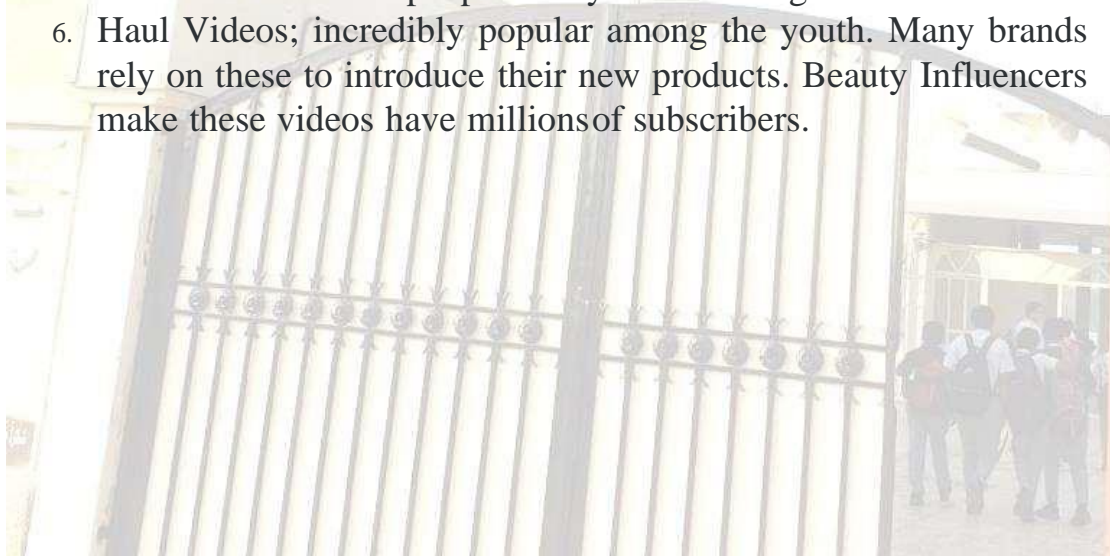 6. Haul Videos; incredibly popular among the youth. Many brands
rely on these to introduce their new products. Beauty Influencers
make these videos have millionsof subscribers.